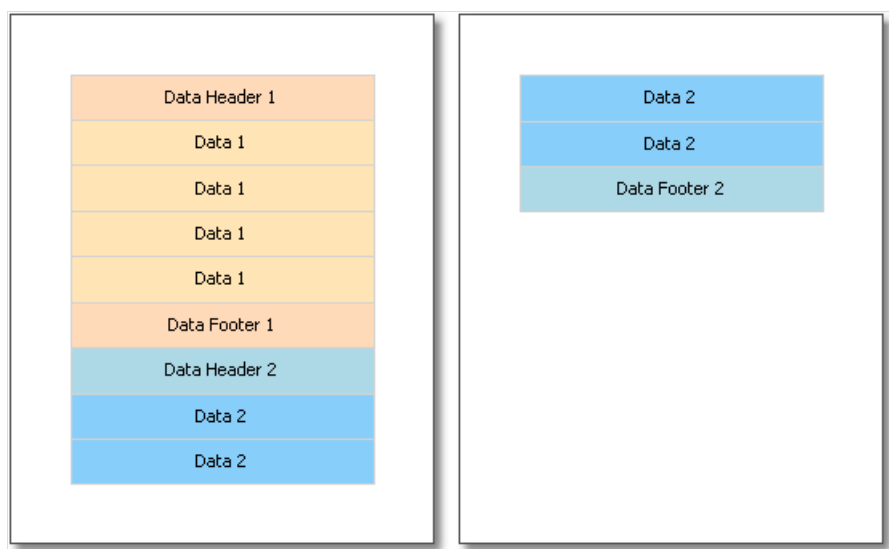 Data Header 1
Data 1
Data 1
Data 1
Data 1
Data Footer 1
Data Header 2
Data 2
Data 2
Data 2
Data 2
Data Footer 2